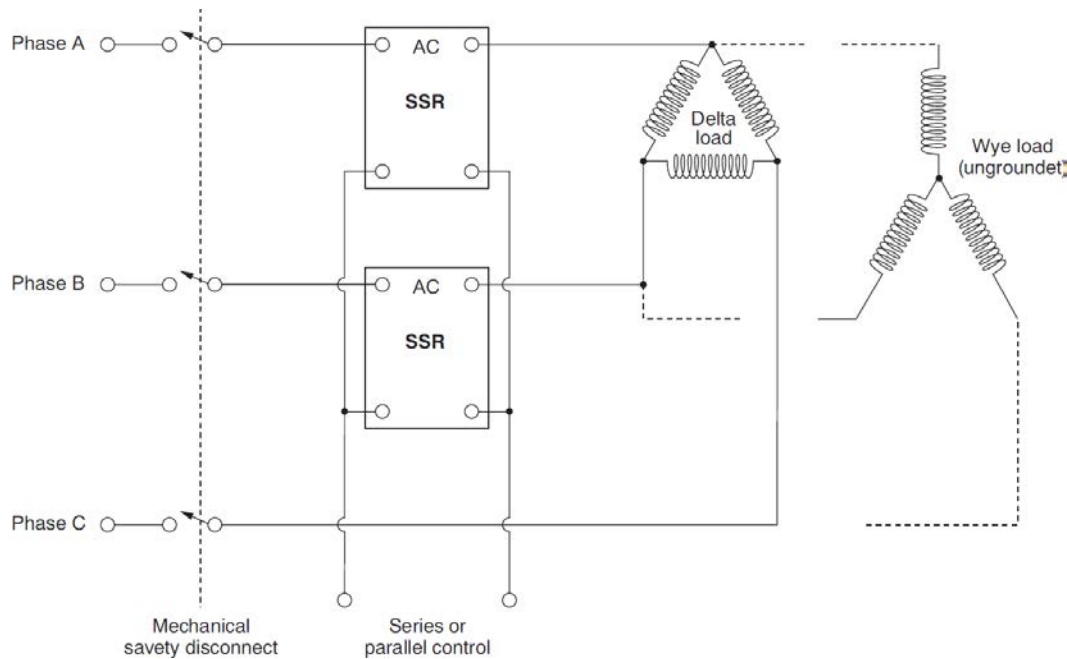 Phase A
AC
SSR
Delta
load
Wye load
(ungroundet)
Phase B
AC
SSR
Phase C
Mechanical
savety disconnect
Series or
parallel control